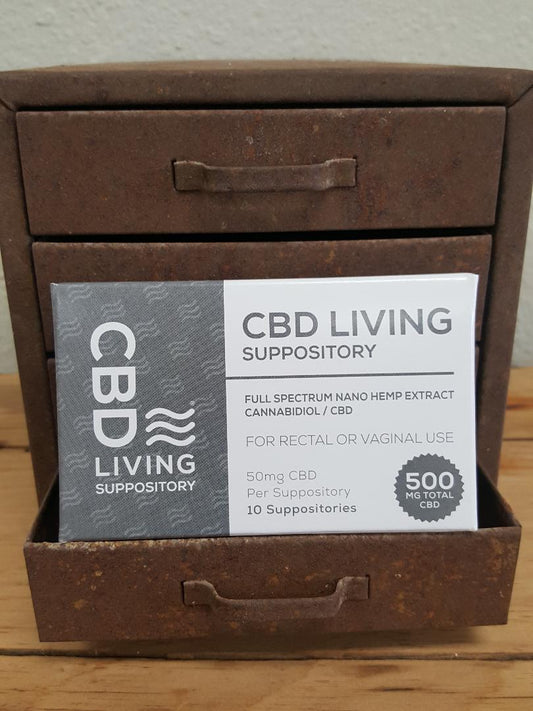 CBD
LIVING
SUPPOSITORY
CBD LIVING
SUPPOSITORY
FULL SPECTRUM NANO HEMP EXTRACT
CANNABIDIOL / CBD
FOR RECTAL OR VAGINAL USE
50mg CBD
Per Suppository
10 Suppositories
500
MG TOTAL
CBD